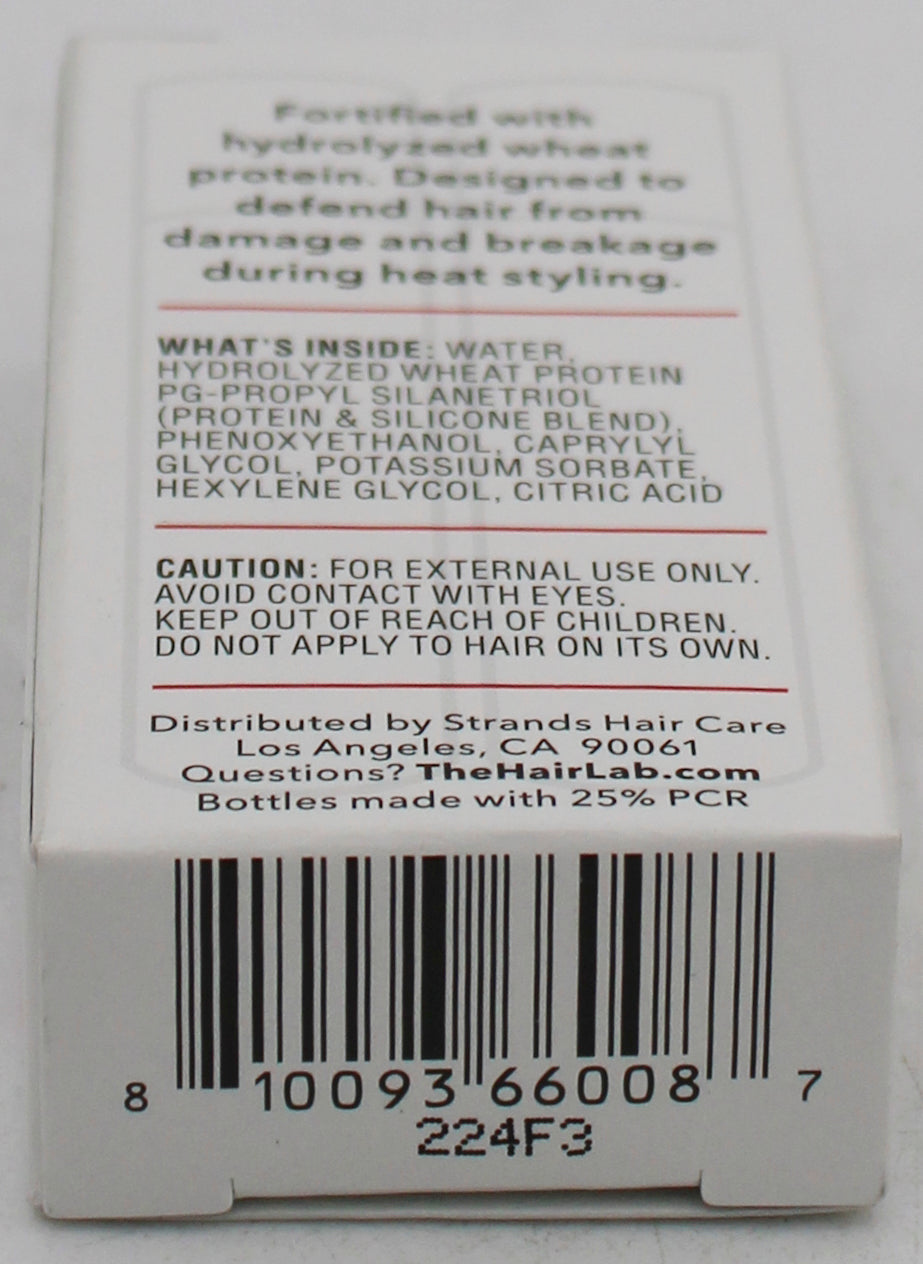 Fortified with
hydrolyzed wheat
protein. Designed to
defend hair from
damage and breakage
during heat styling.
WHAT'S INSIDE: WATER,
HYDROLYZED WHEAT PROTEIN
PG-PROPYL SILANETRIOL
(PROTEIN & SILICONE BLEND),
PHENOXYETHANOL, CAPRYLYL
GLYCOL, POTASSIUM SORBATE,
HEXYLENE GLYCOL, CITRIC ACID
CAUTION: FOR EXTERNAL USE ONLY.
AVOID CONTACT WITH EYES.
KEEP OUT OF REACH OF CHILDREN.
DO NOT APPLY TO HAIR ON ITS OWN.
Distributed by Strands Hair Care
Los Angeles, CA 90061
Questions? TheHairLab.com
Bottles made with 25% PCR
8 10093 66008 7
224F3